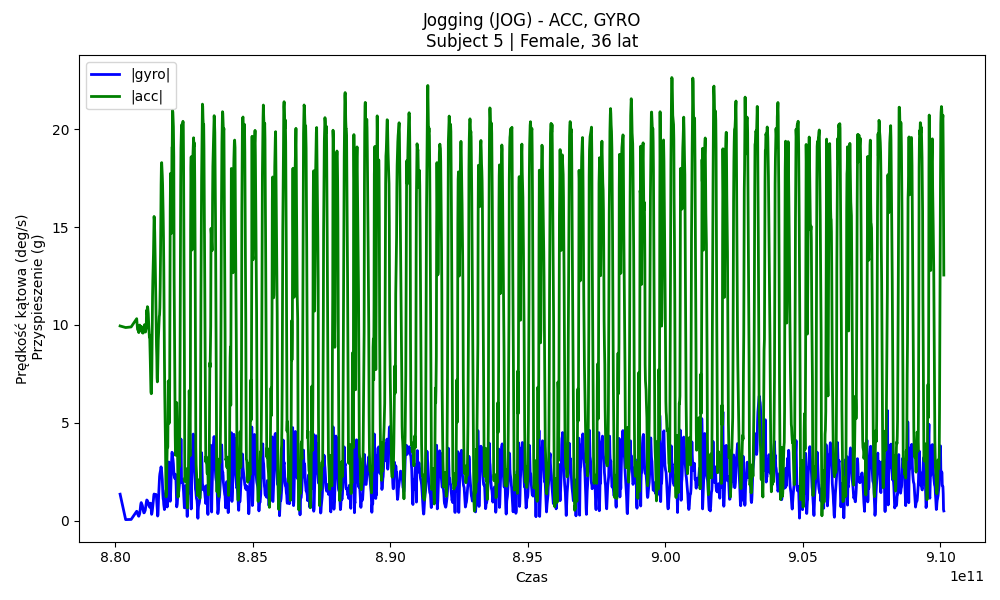 Jogging (JOG) - ACC, GYRO
Subject 5 | Female, 36 lat
|gyro|
|acc|
Prędkość kątowa (deg/s)
Przyspieszenie (g)
20
15
10
5
0
8.80
8.85
8.90
8.95
9.00
9.05
9.10
1e11
Czas